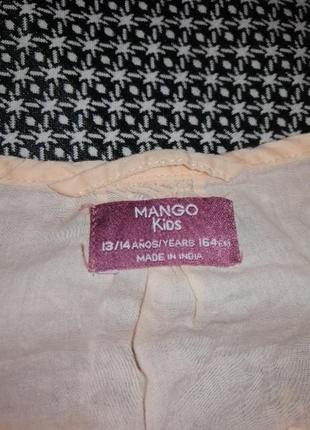 MANGO
KiDS
13/14 AÑOS/YEARS 164cm
MADE IN INDIA